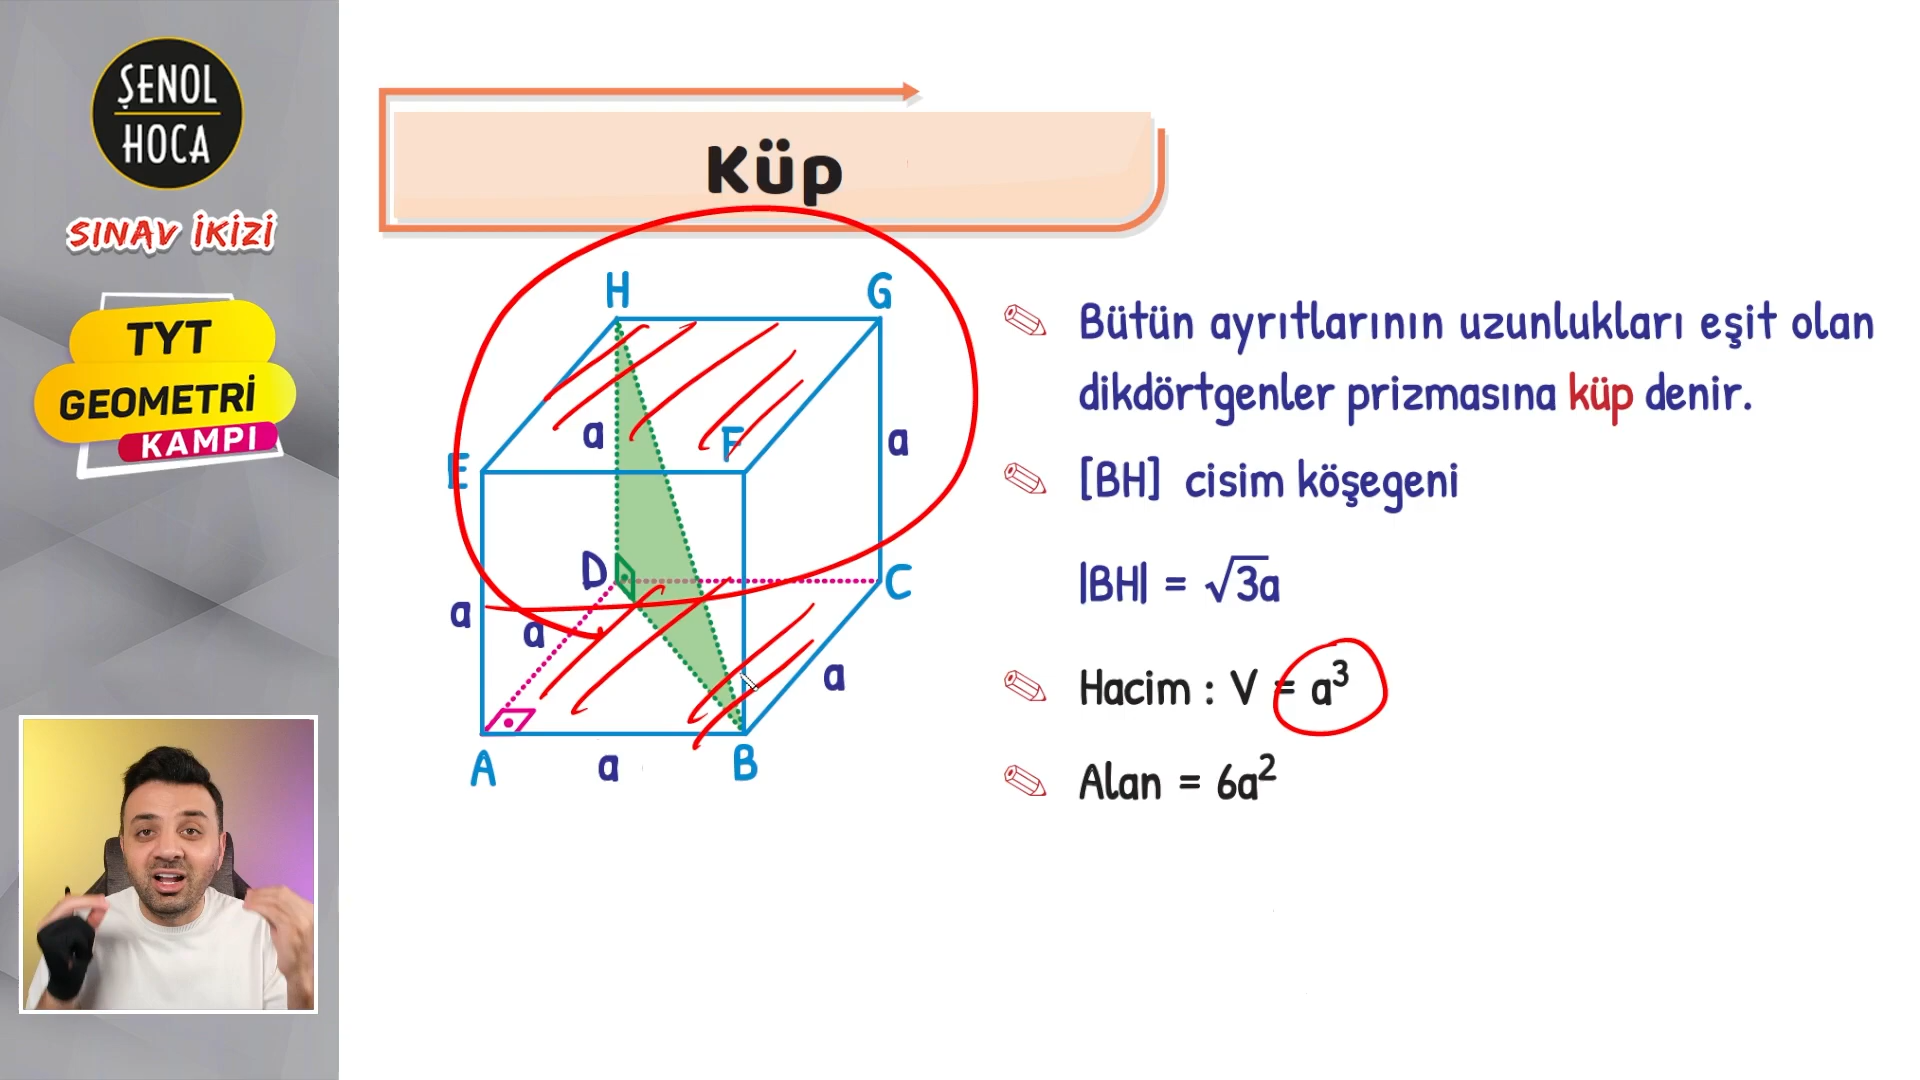 ŞENOL
HOCA
SINAV İKİZİ
TYT
GEOMETRİ
KAMPI
Küp
H
G
a
F
E
a
D
C
a
a
a
A
a
B
Bütün ayrıtlarının uzunlukları eşit olan
dikdörtgenler prizmasına küp denir.
[BH] cisim köşegeni
|BH| = √3a
Hacim : V = a³
Alan = 6a²